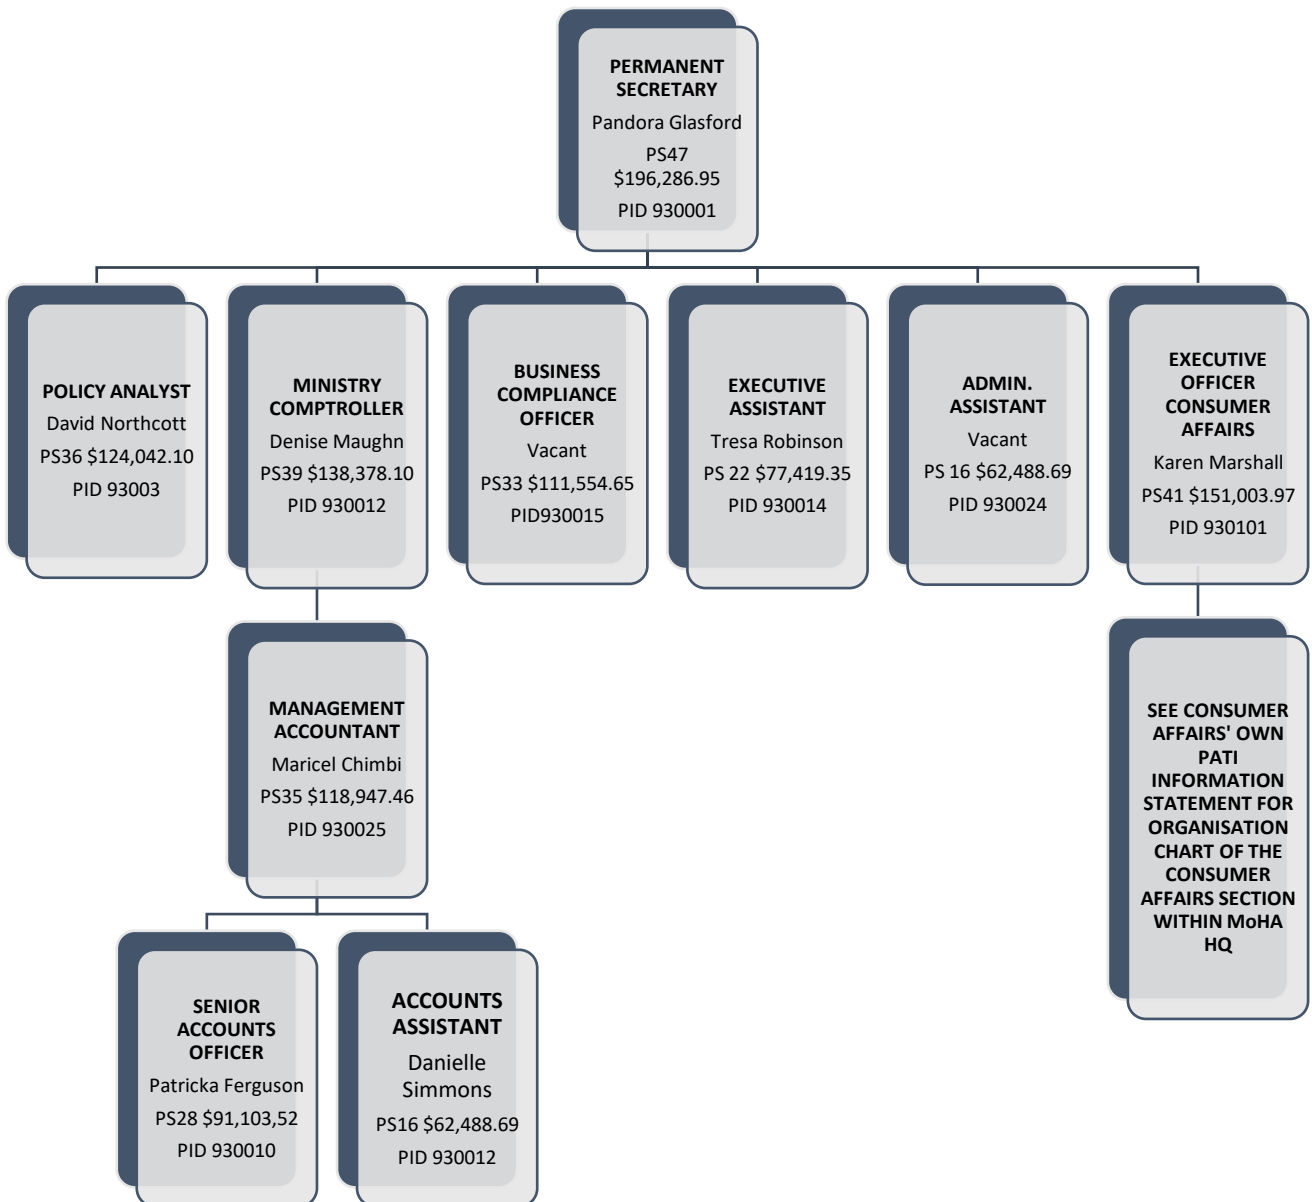 PERMANENT
SECRETARY
Pandora Glasford
PS47
$196,286.95
PID 930001
POLICY ANALYST
David Northcott
PS36 $124,042.10
PID 93003
MINISTRY
COMPTROLLER
Denise Maughn
PS39 $138,378.10
PID 930012
BUSINESS
COMPLIANCE
OFFICER
Vacant
PS33 $111,554.65
PID930015
EXECUTIVE
ASSISTANT
Tresa Robinson
PS 22 $77,419.35
PID 930014
ADMIN.
ASSISTANT
Vacant
PS 16 $62,488.69
PID 930024
EXECUTIVE
OFFICER
CONSUMER
AFFAIRS
Karen Marshall
PS41 $151,003.97
PID 930101
MANAGEMENT
ACCOUNTANT
Maricel Chimbi
PS35 $118,947.46
PID 930025
SEE CONSUMER
AFFAIRS' OWN
PATI
INFORMATION
STATEMENT FOR
ORGANISATION
CHART OF THE
CONSUMER
AFFAIRS SECTION
WITHIN MoHA
HQ
SENIOR
ACCOUNTS
OFFICER
Patricka Ferguson
PS28 $91,103,52
PID 930010
ACCOUNTS
ASSISTANT
Danielle
Simmons
PS16 $62,488.69
PID 930012